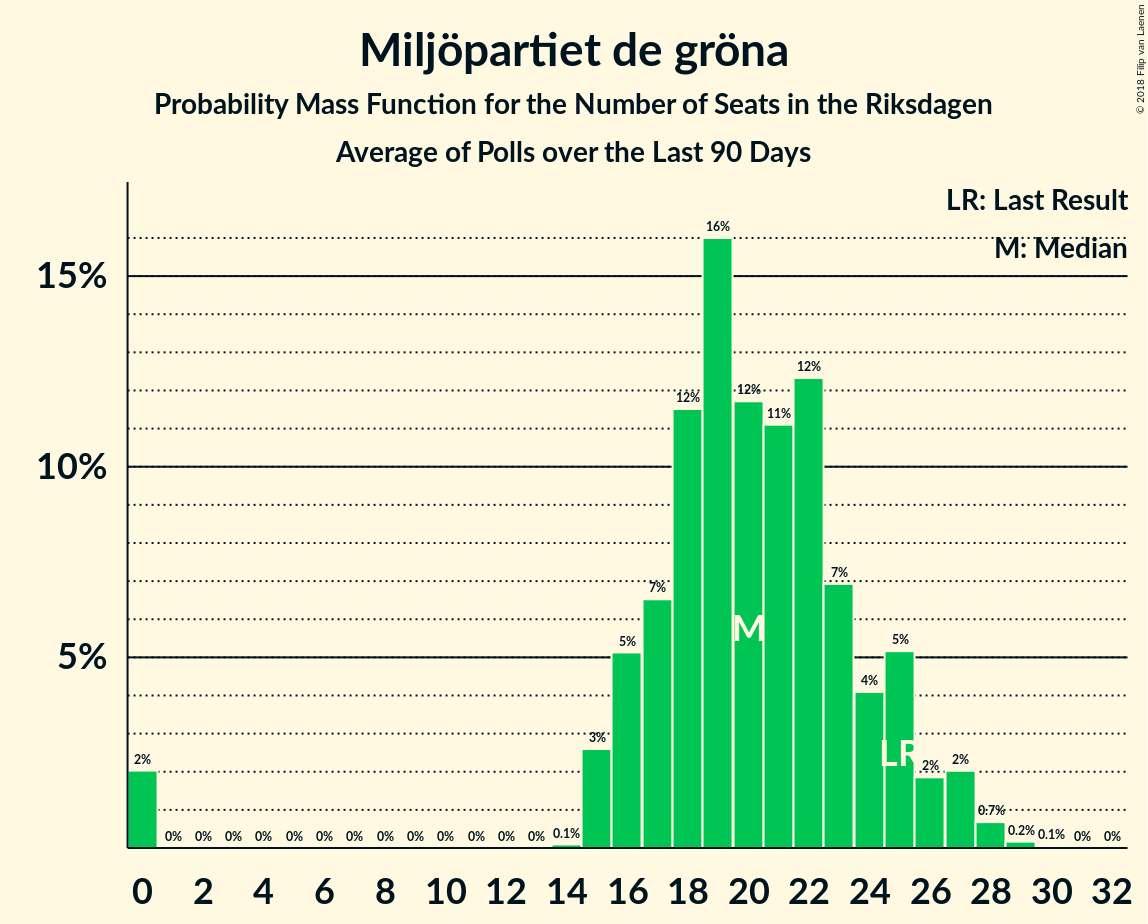 Miljöpartiet de gröna
Probability Mass Function for the Number of Seats in the Riksdagen
Average of Polls over the Last 90 Days
© 2018 Filip van Laenen
LR: Last Result
M: Median
15%
10%
5%
2% 0% 0% 0% 0% 0% 0% 0% 0% 0% 0% 0% 0% 0% 0.1% 3% 5% 7% 12% 16% 12% 11% 12% 7% 4% 5% 2% 2% 0.7% 0.2% 0.1% 0% 0%
M
LR
0 2 4 6 8 10 12 14 16 18 20 22 24 26 28 30 32